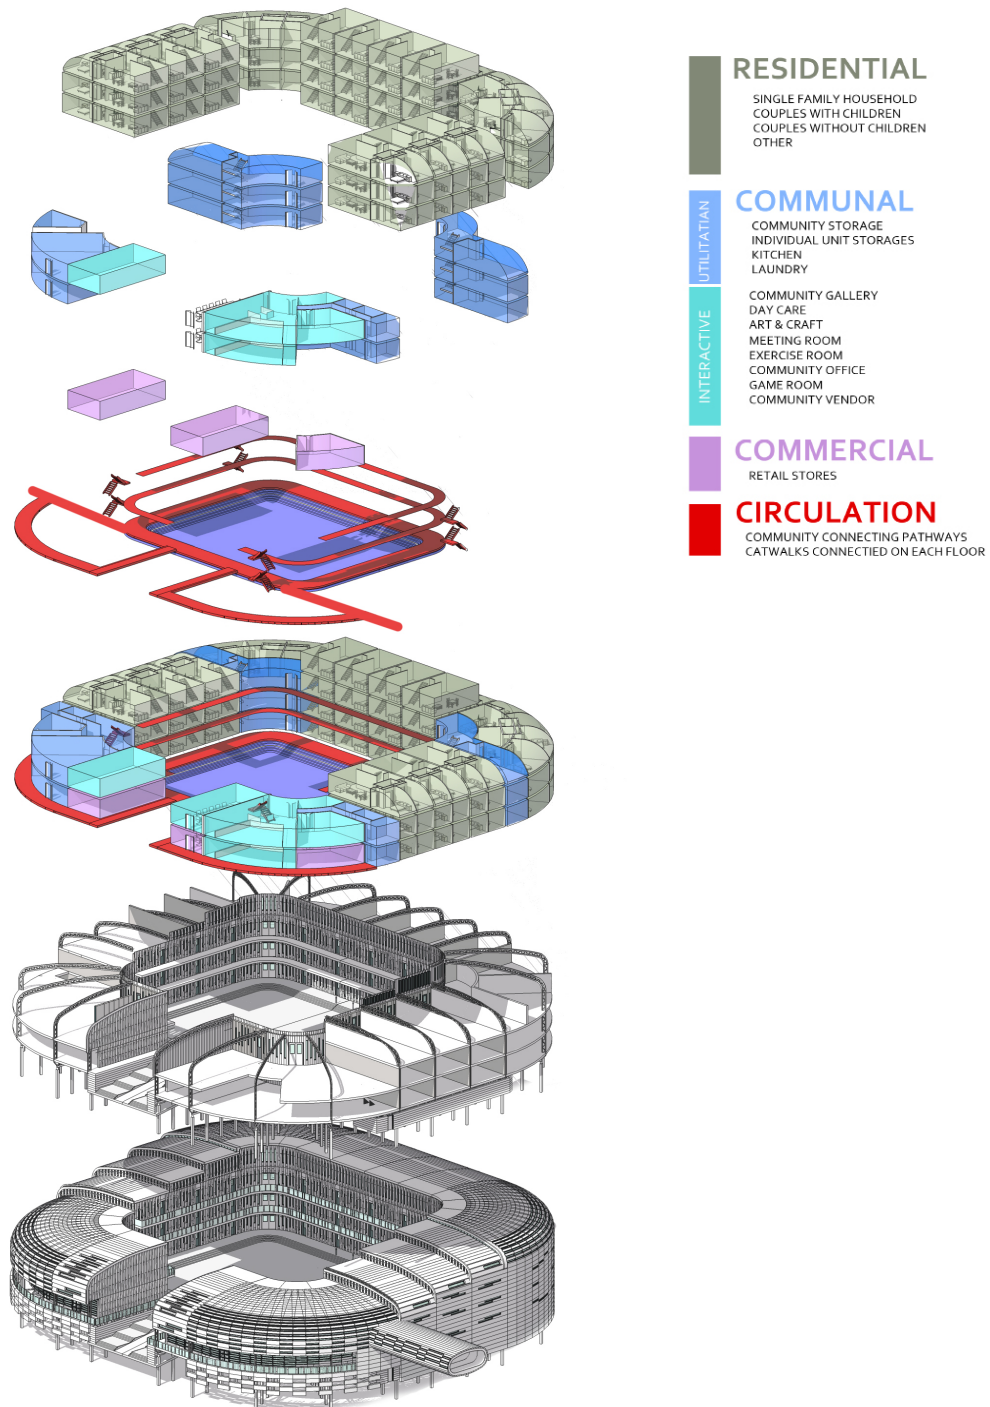 RESIDENTIAL
SINGLE FAMILY HOUSEHOLD
COUPLES WITH CHILDREN
COUPLES WITHOUT CHILDREN
OTHER
UTILITATIAN
COMMUNAL
COMMUNITY STORAGE
INDIVIDUAL UNIT STORAGES
KITCHEN
LAUNDRY
INTERACTIVE
COMMUNITY GALLERY
DAY CARE
ART & CRAFT
MEETING ROOM
EXERCISE ROOM
COMMUNITY OFFICE
GAME ROOM
COMMUNITY VENDOR
COMMERCIAL
RETAIL STORES
CIRCULATION
COMMUNITY CONNECTING PATHWAYS
CATWALKS CONNECTIED ON EACH FLOOR